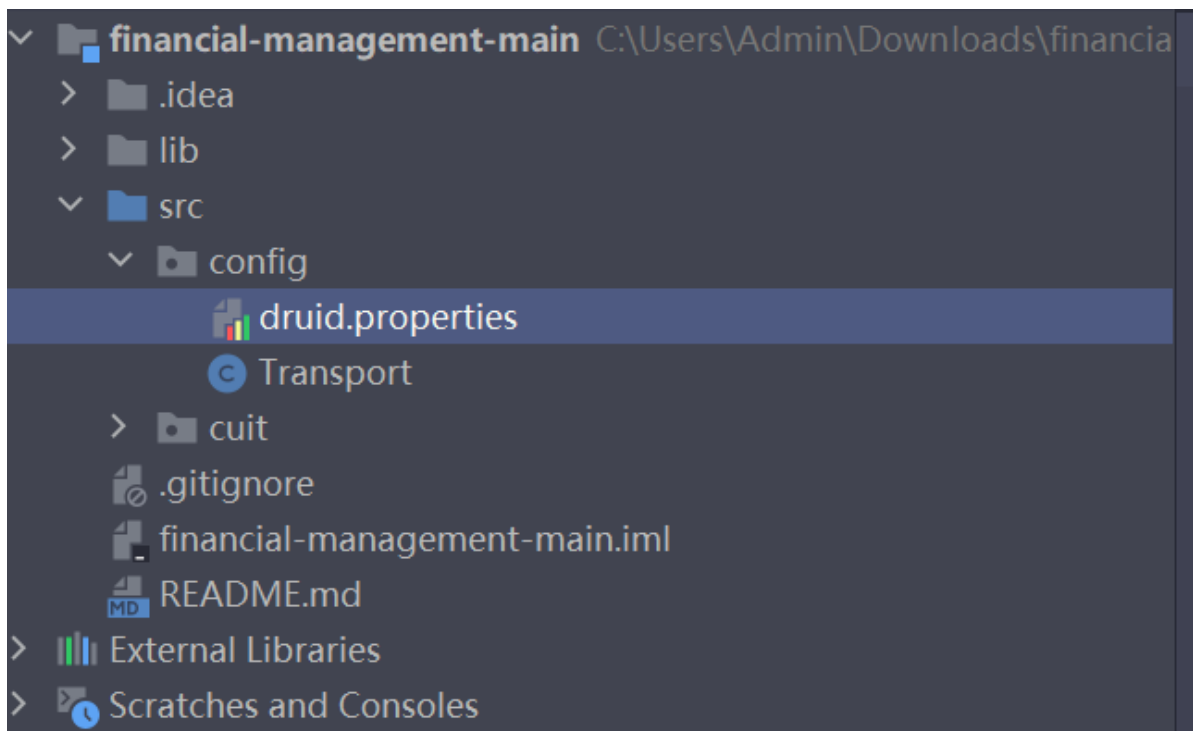 financial-management-main C:\Users\Admin\Downloads\financia
.idea
lib
src
config
druid.properties
C Transport
cuit
.gitignore
financial-management-main.iml
MD README.md
External Libraries
Scratches and Consoles